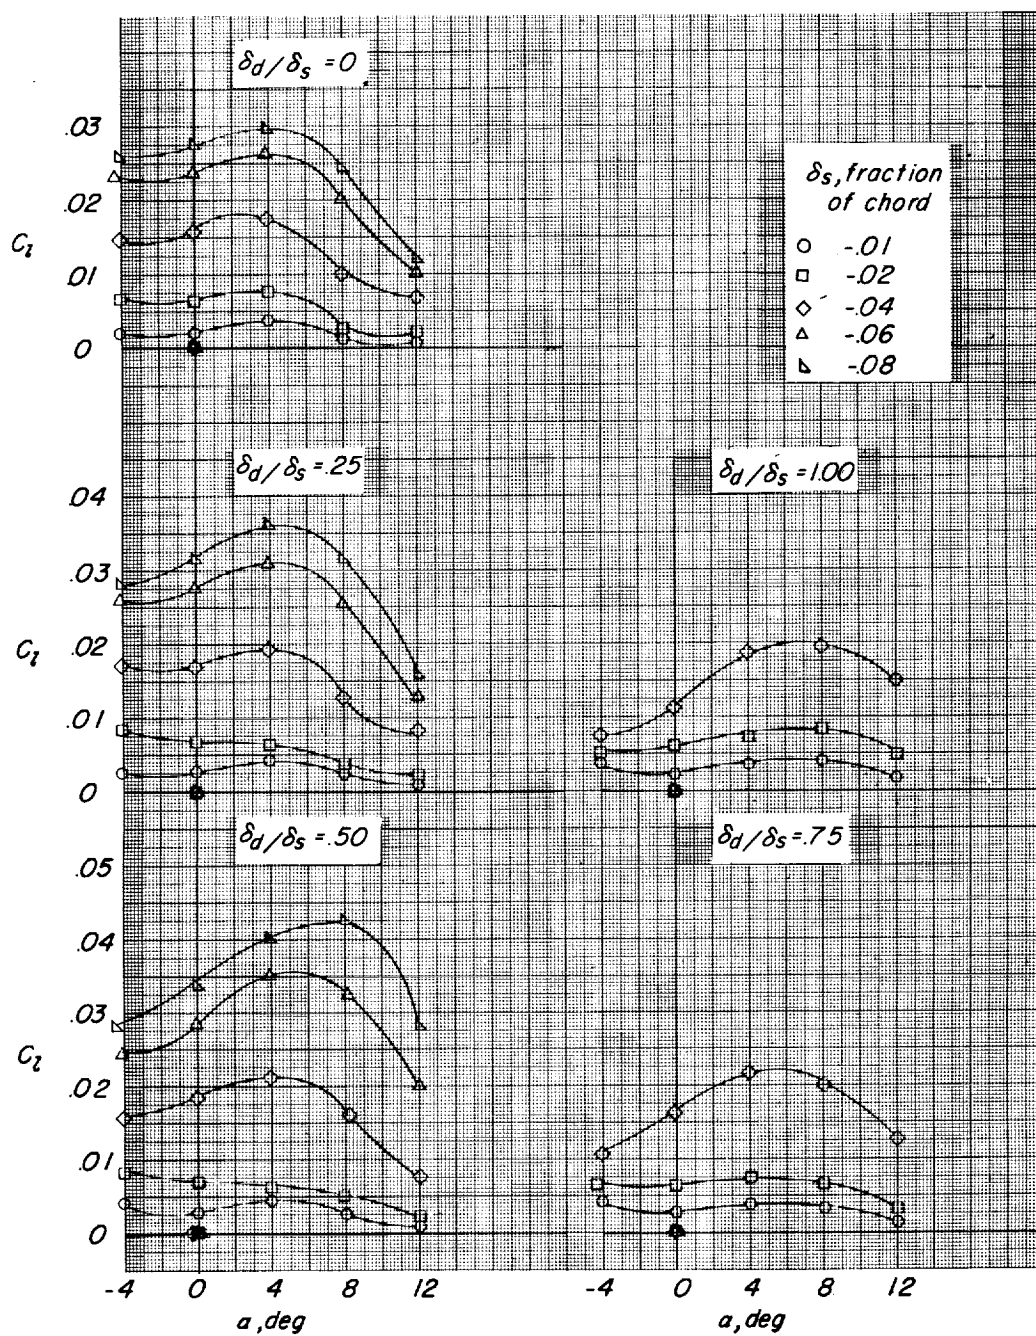 δd/δs = 0
.03
.02
Cl
.01
0
δs, fraction
of chord
-.01
-.02
-.04
-.06
-.08
δd/δs = .25
.04
.03
Cl
.02
.01
0
δd/δs = 1.00
δd/δs = .50
.05
.04
.03
Cl
.02
.01
0
-4 0 4 8 12
α, deg
δd/δs = .75
-4 0 4 8 12
α, deg